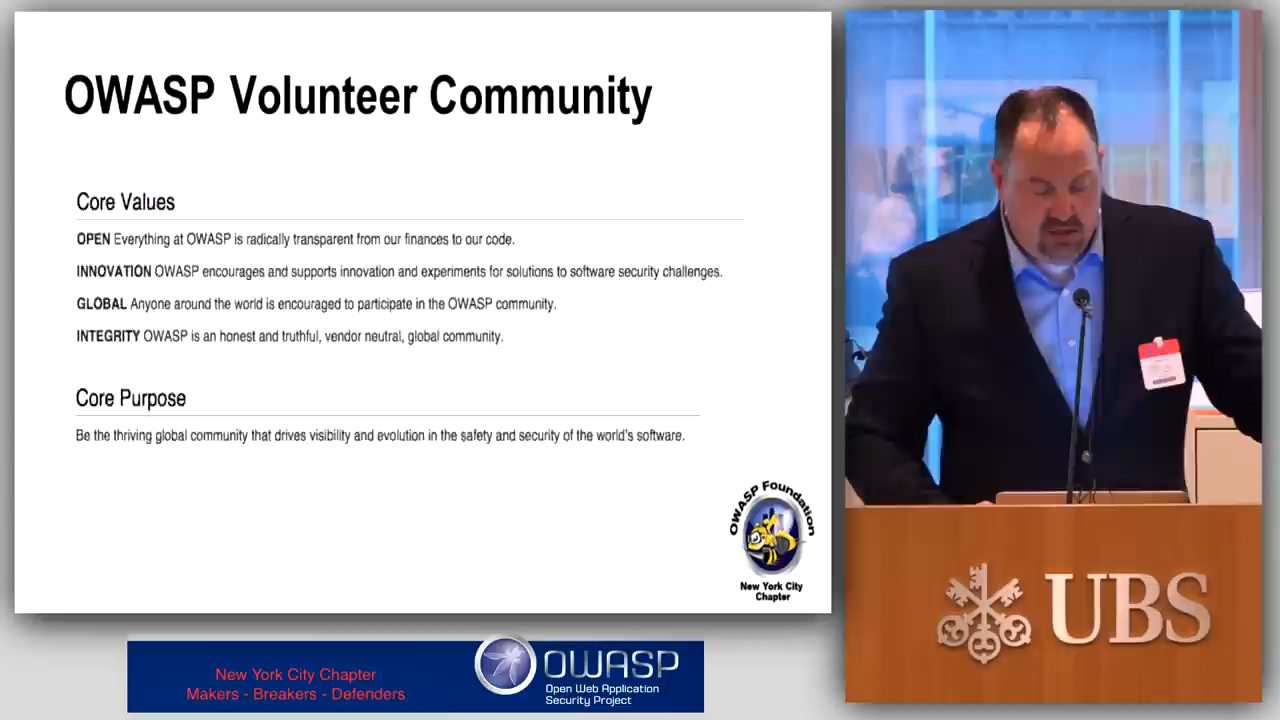 OWASP Volunteer Community
Core Values
OPEN Everything at OWASP is radically transparent from our finances to our code.
INNOVATION OWASP encourages and supports innovation and experiments for solutions to software security challenges.
GLOBAL Anyone around the world is encouraged to participate in the OWASP community.
INTEGRITY OWASP is an honest and truthful, vendor neutral, global community.
Core Purpose
Be the thriving global community that drives visibility and evolution in the safety and security of the world's software.
OWASP Foundation
New York City
Chapter
New York City Chapter
Makers - Breakers - Defenders
OWASP
Open Web Application
Security Project
UBS